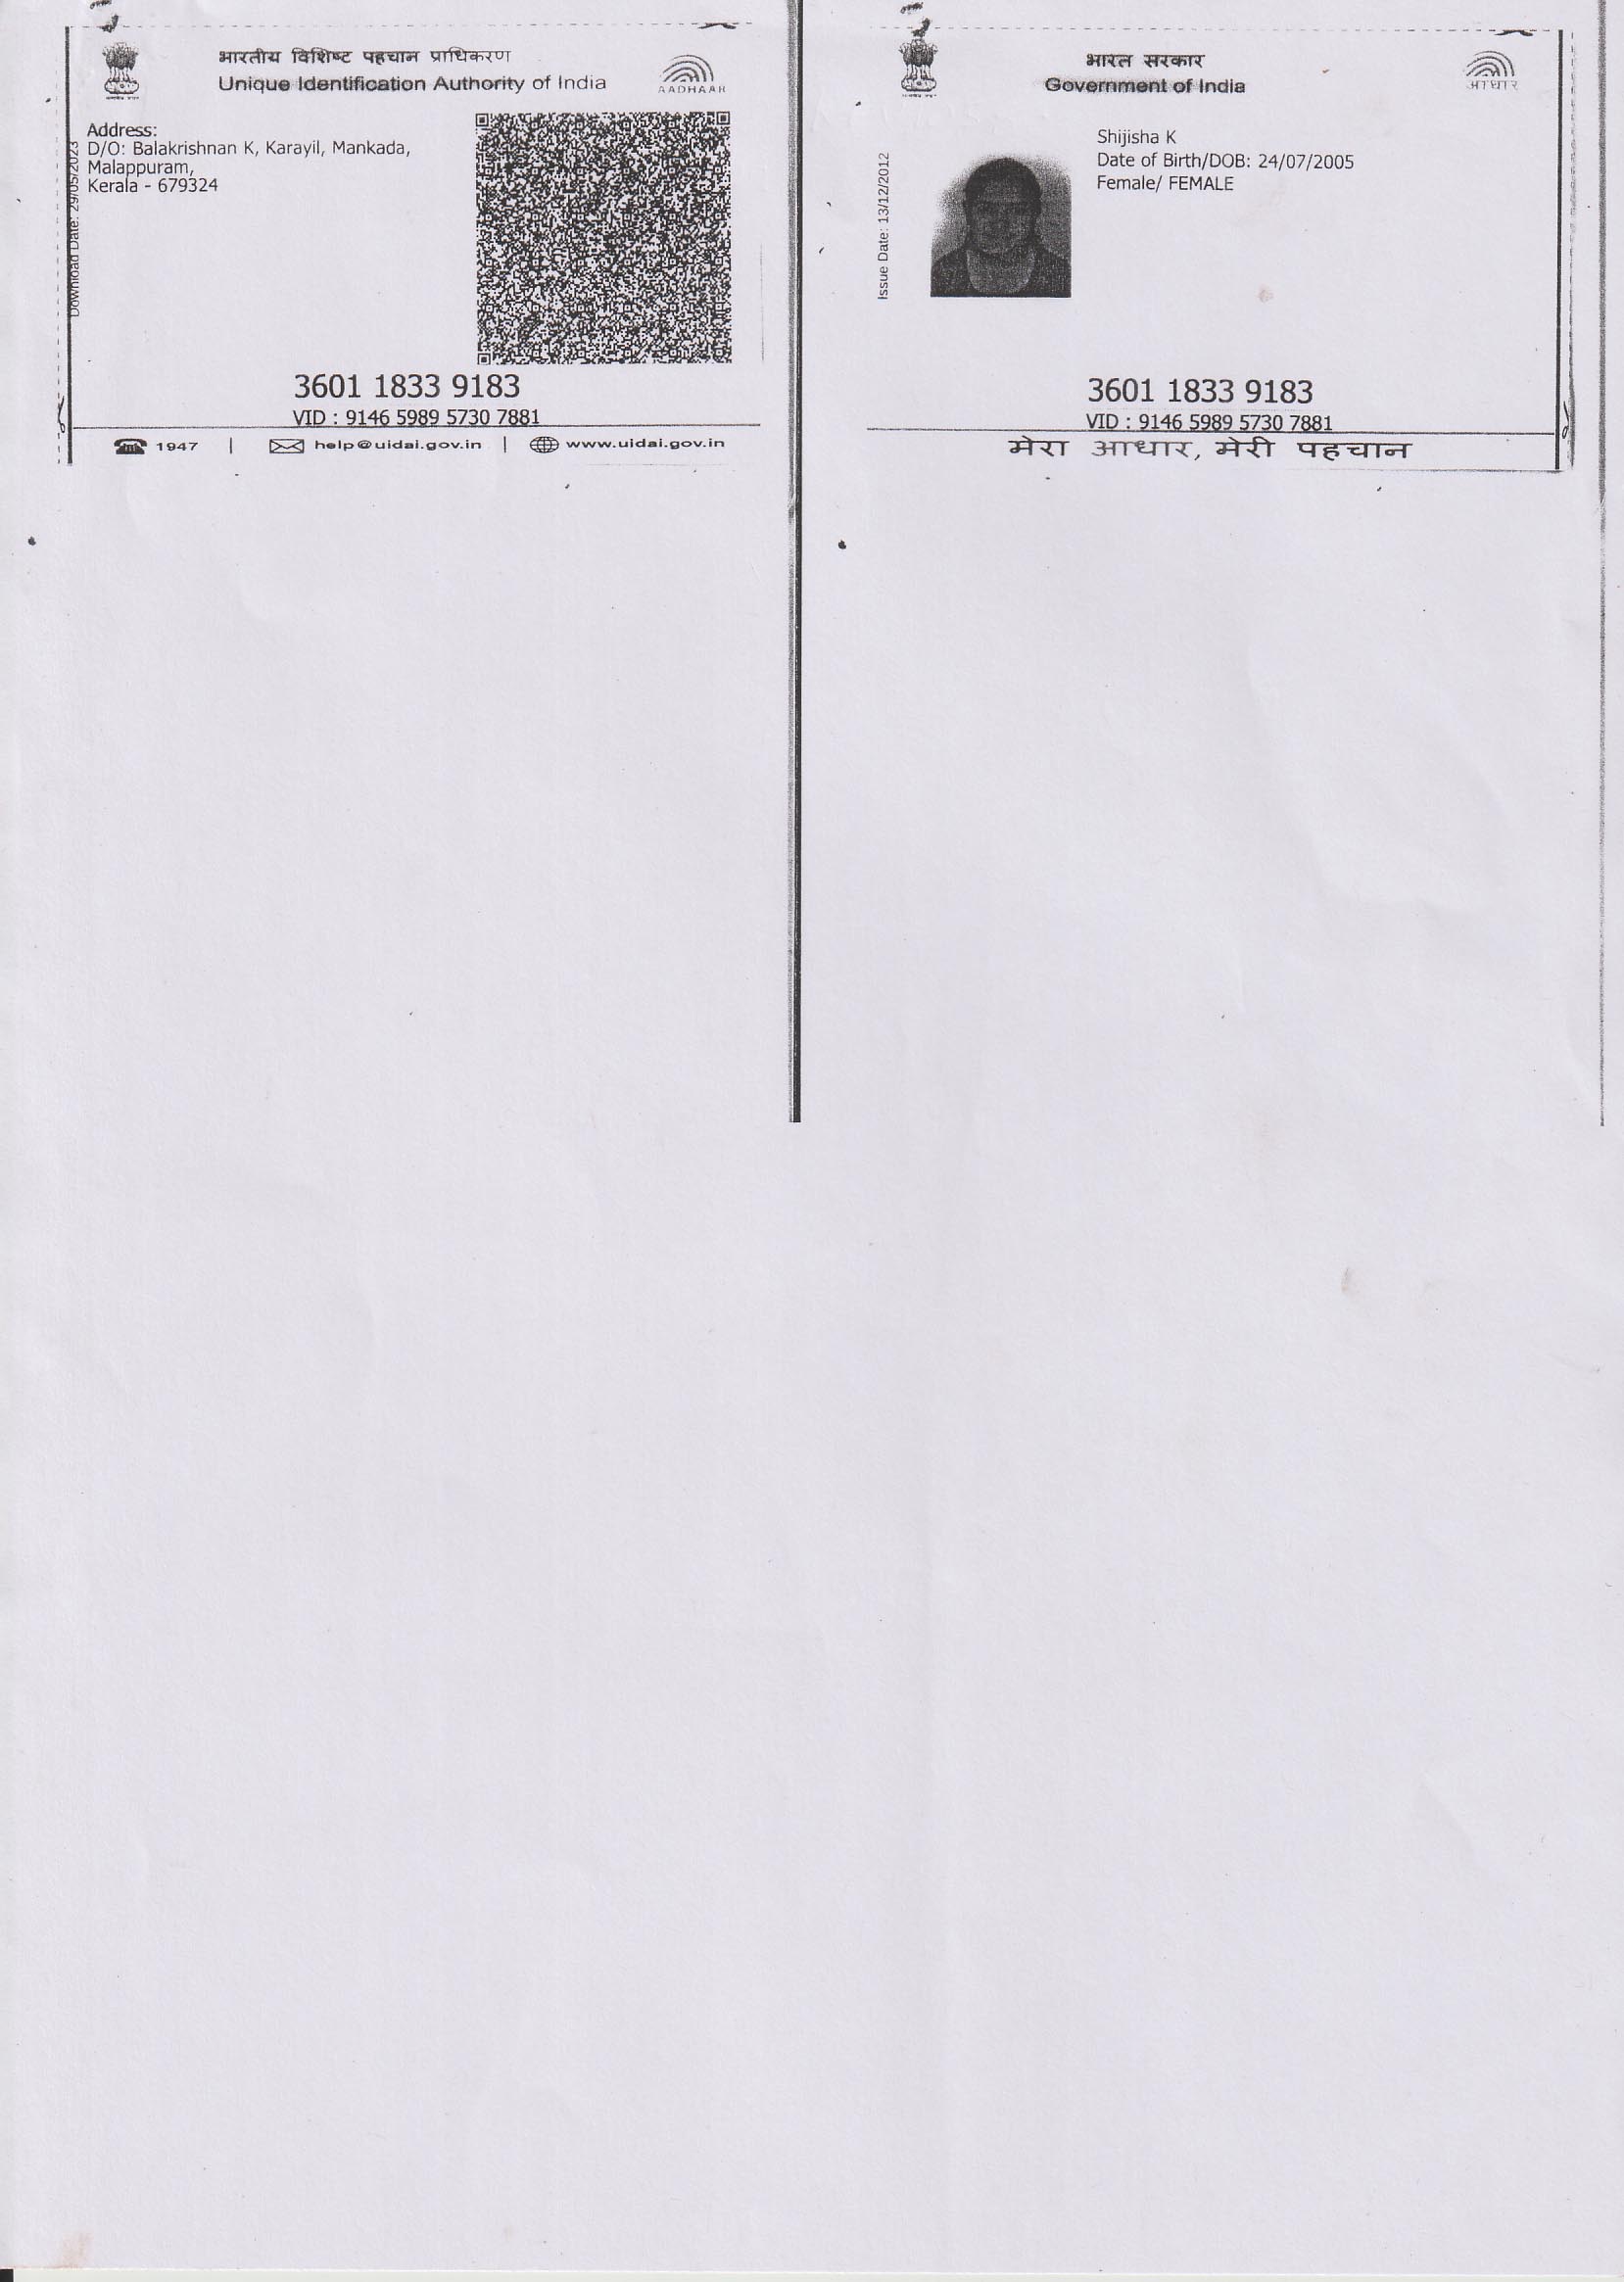 भारतीय विशिष्ट पहचान प्राधिकरण
Unique Identification Authority of India
AADHAAR
Address:
D/O: Balakrishnan K, Karayil, Mankada,
Malappuram,
Kerala - 679324
Download Date: 29/05/2023
3601 1833 9183
VID : 9146 5989 5730 7881
1947 | help@uidai.gov.in | www.uidai.gov.in
भारत सरकार
Government of India
आधार
Issue Date: 13/12/2012
Shijisha K
Date of Birth/DOB: 24/07/2005
Female/ FEMALE
3601 1833 9183
VID : 9146 5989 5730 7881
मेरा आधार, मेरी पहचान